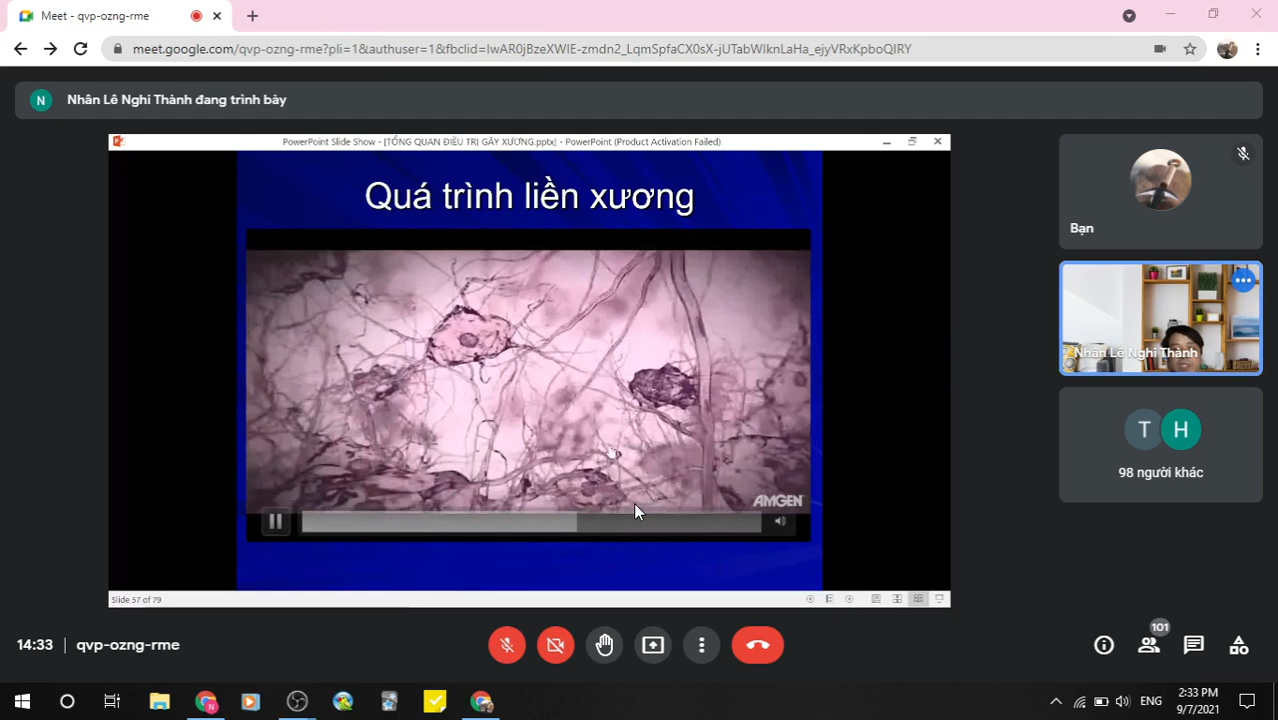 Meet - qvp-ozng-rme
meet.google.com/qvp-ozng-rme?pli=1&authuser=1&fbclid=IwAR0jBzeXWlE-zmdn2_LqmSpfaCX0sX-jUTabWlknLaHa_ejyVRxKpboQIRY
N Nhân Lê Nghi Thành đang trình bày
PowerPoint Slide Show - [TỔNG QUAN ĐIỀU TRỊ GÃY XƯƠNG.pptx] - PowerPoint (Product Activation Failed)
Quá trình liền xương
AMGEN
Slide 57 of 79
Bạn
Nhân Lê Nghi Thành
T H
98 người khác
14:33 | qvp-ozng-rme
101
ENG
2:33 PM
9/7/2021